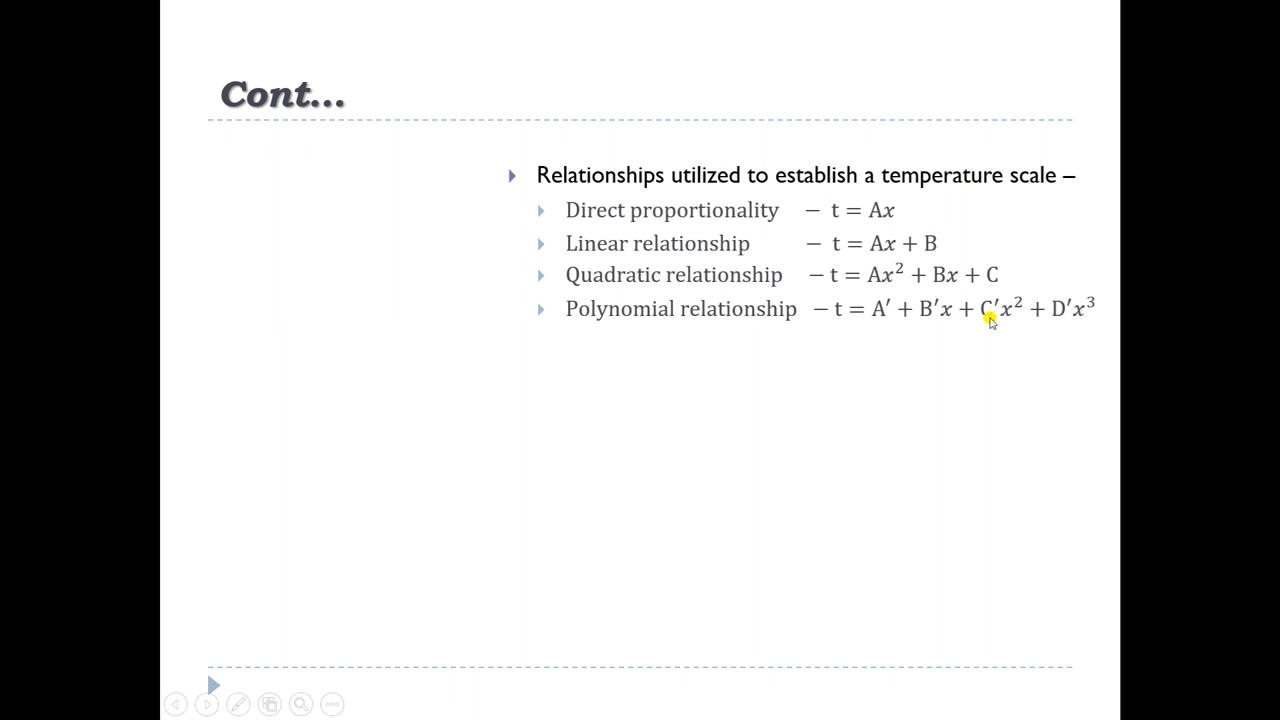 Cont...
Relationships utilized to establish a temperature scale –
Direct proportionality − t = Ax
Linear relationship − t = Ax + B
Quadratic relationship − t = Ax² + Bx + C
Polynomial relationship − t = A′ + B′x + C′x² + D′x³